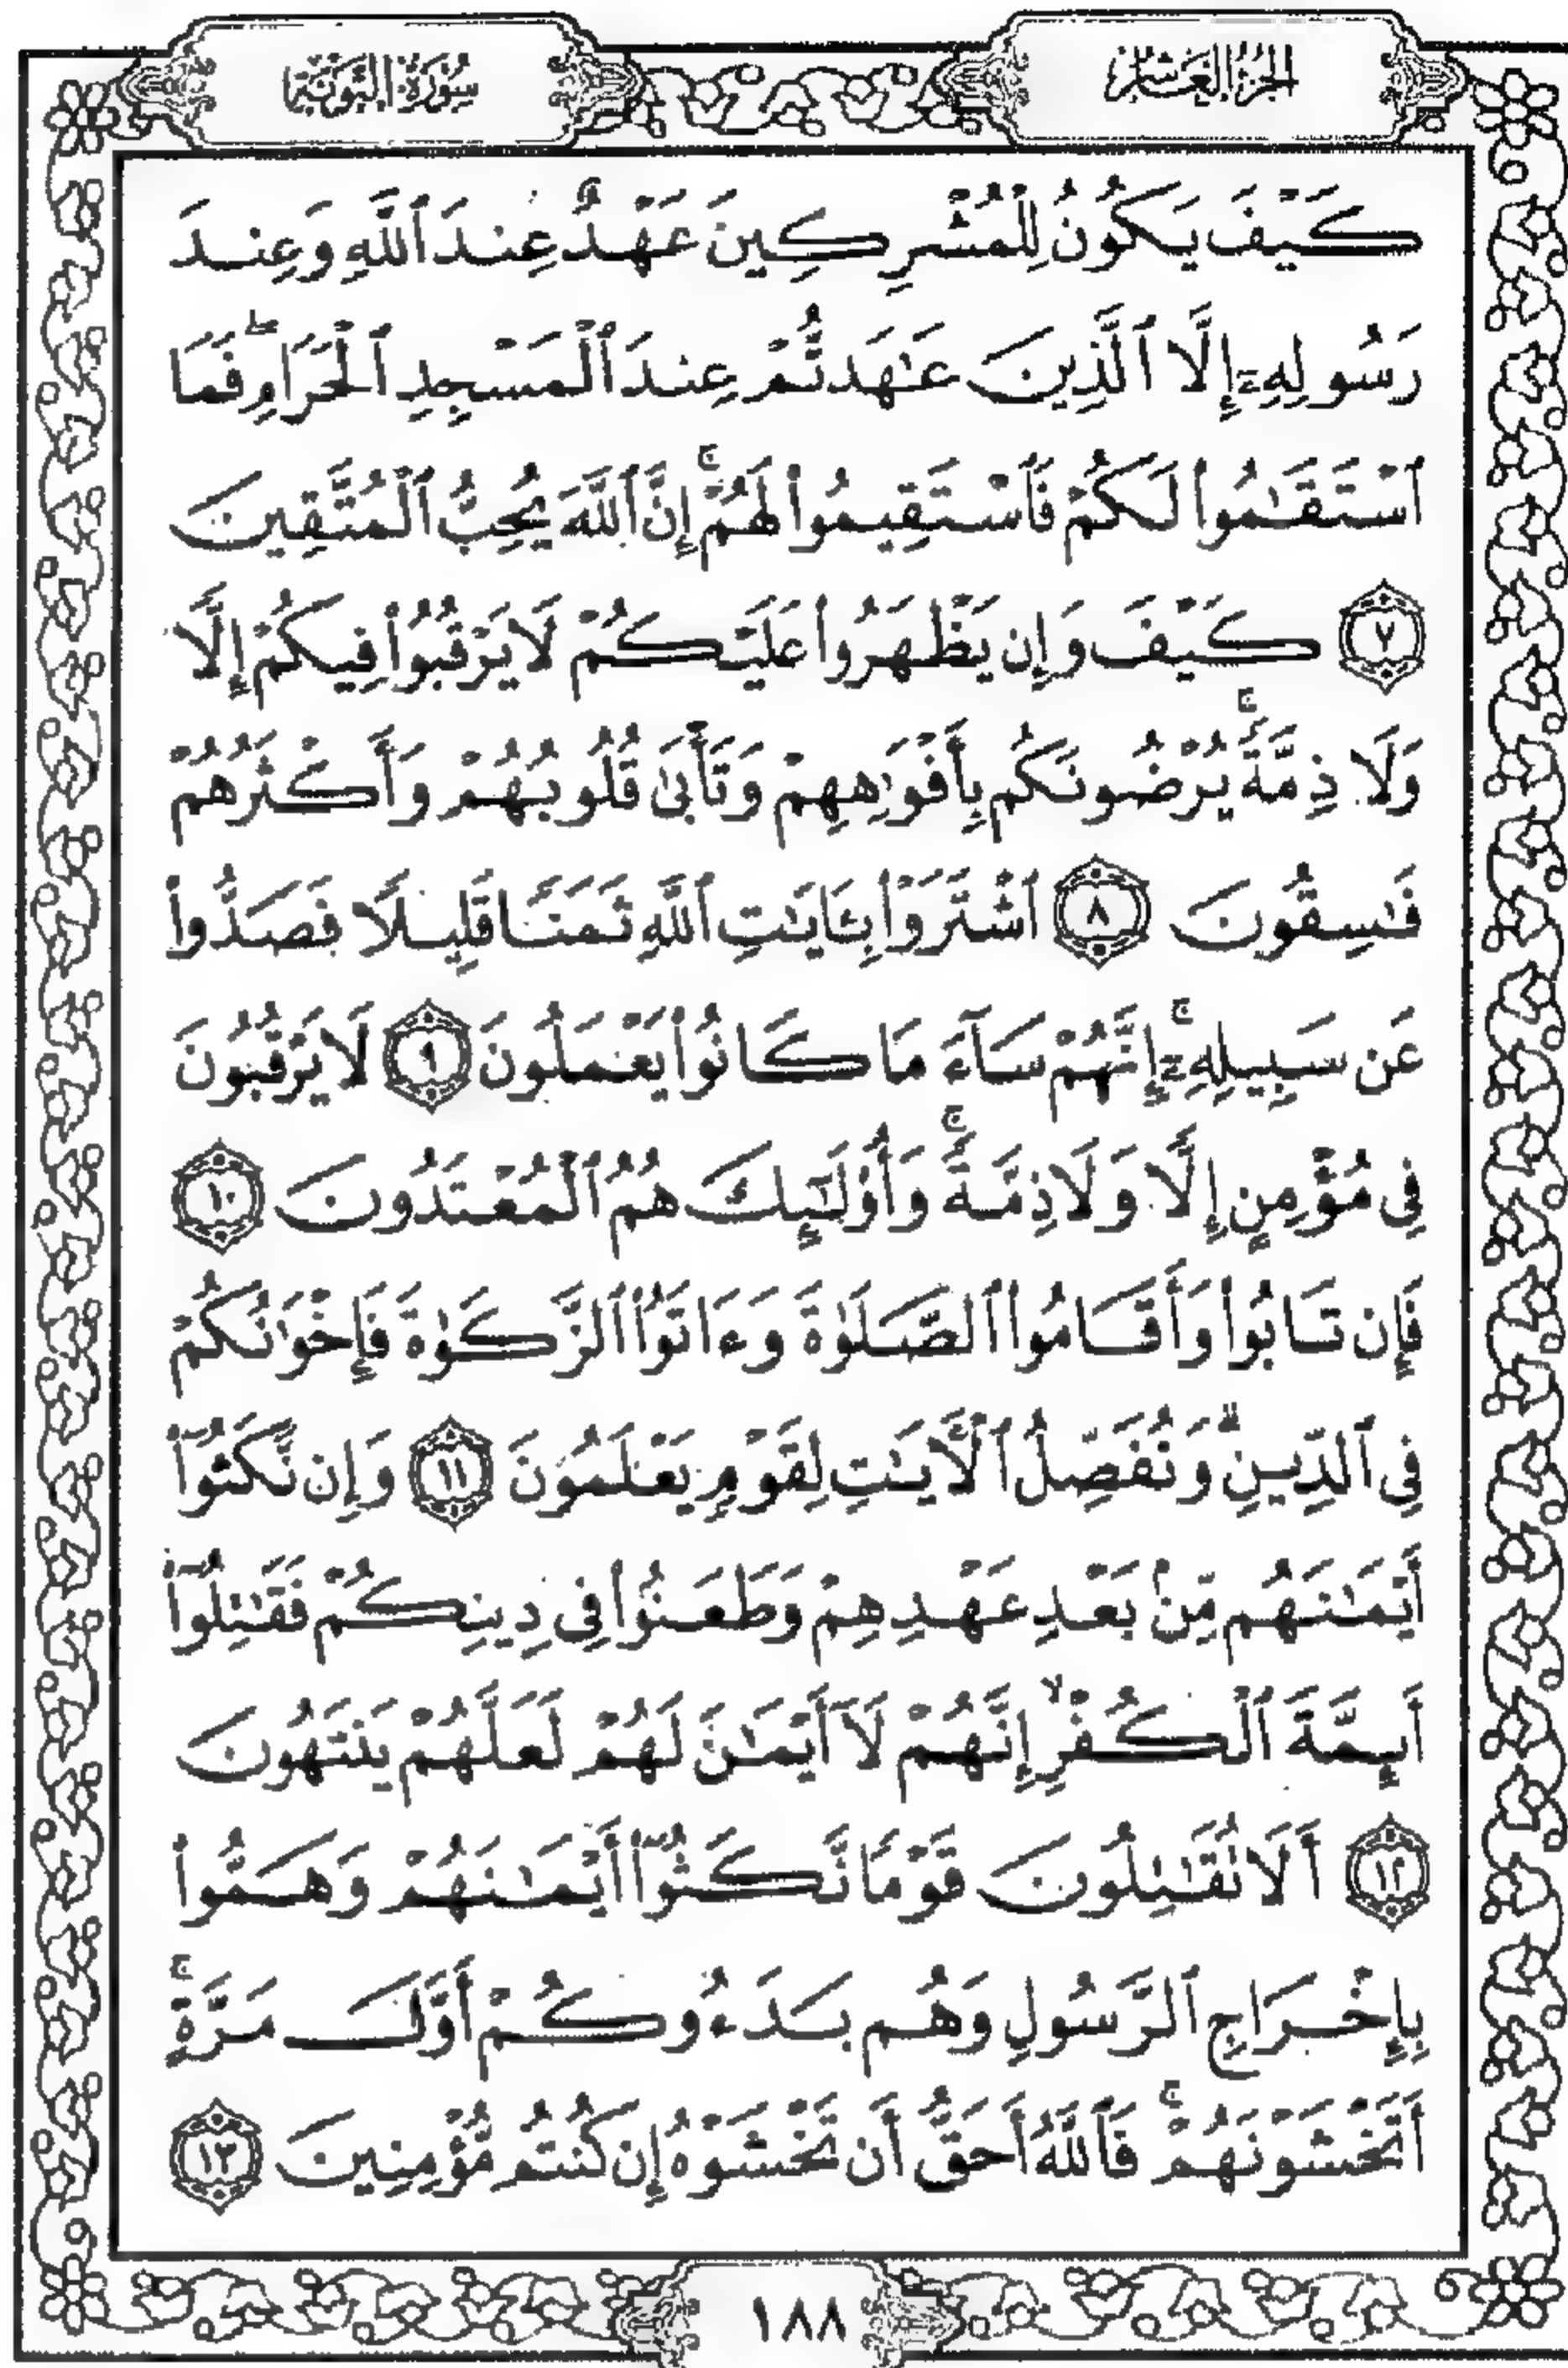 الجزء العاشر
سورة التوبة
كَيْفَ يَكُونُ لِلْمُشْرِكِينَ عَهْدٌ عِندَ ٱللَّهِ وَعِندَ
رَسُولِهِۦٓ إِلَّا ٱلَّذِينَ عَـٰهَدتُّمْ عِندَ ٱلْمَسْجِدِ ٱلْحَرَامِ ۖ فَمَا
ٱسْتَقَـٰمُوا۟ لَكُمْ فَٱسْتَقِيمُوا۟ لَهُمْ ۚ إِنَّ ٱللَّهَ يُحِبُّ ٱلْمُتَّقِينَ
٧ كَيْفَ وَإِن يَظْهَرُوا۟ عَلَيْكُمْ لَا يَرْقُبُوا۟ فِيكُمْ إِلًّا
وَلَا ذِمَّةً ۚ يُرْضُونَكُم بِأَفْوَٰهِهِمْ وَتَأْبَىٰ قُلُوبُهُمْ وَأَكْثَرُهُمْ
فَـٰسِقُونَ ٨ ٱشْتَرَوْا۟ بِـَٔايَـٰتِ ٱللَّهِ ثَمَنًا قَلِيلًا فَصَدُّوا۟
عَن سَبِيلِهِۦٓ ۚ إِنَّهُمْ سَآءَ مَا كَانُوا۟ يَعْمَلُونَ ٩ لَا يَرْقُبُونَ
فِى مُؤْمِنٍ إِلًّا وَلَا ذِمَّةً ۚ وَأُو۟لَـٰٓئِكَ هُمُ ٱلْمُعْتَدُونَ ١٠
فَإِن تَابُوا۟ وَأَقَامُوا۟ ٱلصَّلَوٰةَ وَءَاتَوُا۟ ٱلزَّكَوٰةَ فَإِخْوَٰنُكُمْ
فِى ٱلدِّينِ ۗ وَنُفَصِّلُ ٱلْـَٔايَـٰتِ لِقَوْمٍ يَعْلَمُونَ ١١ وَإِن نَّكَثُوٓا۟
أَيْمَـٰنَهُم مِّنۢ بَعْدِ عَهْدِهِمْ وَطَعَنُوا۟ فِى دِينِكُمْ فَقَـٰتِلُوٓا۟
أَئِمَّةَ ٱلْكُفْرِ ۙ إِنَّهُمْ لَآ أَيْمَـٰنَ لَهُمْ لَعَلَّهُمْ يَنتَهُونَ
١٢ أَلَا تُقَـٰتِلُونَ قَوْمًا نَّكَثُوٓا۟ أَيْمَـٰنَهُمْ وَهَمُّوا۟
بِإِخْرَاجِ ٱلرَّسُولِ وَهُم بَدَءُوكُمْ أَوَّلَ مَرَّةٍ ۚ
أَتَخْشَوْنَهُمْ ۚ فَٱللَّهُ أَحَقُّ أَن تَخْشَوْهُ إِن كُنتُم مُّؤْمِنِينَ ١٣
١٨٨